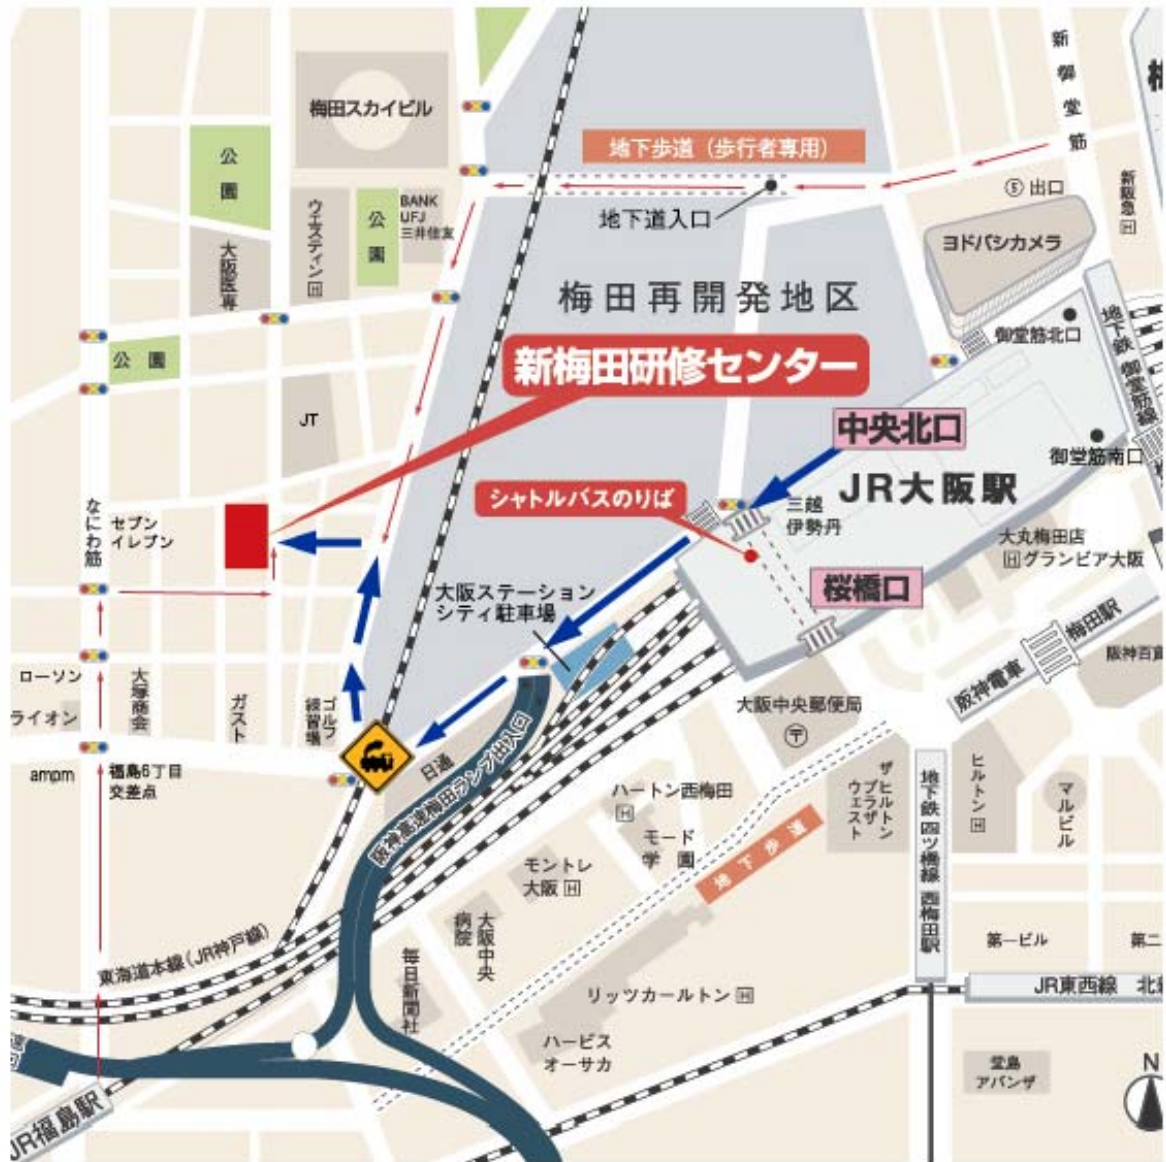 新御堂筋
梅田スカイビル
地下歩道（歩行者専用）
公園
⑤ 出口
新阪急 H
ウェスティン H
公園
BANK
UFJ
三井住友
地下道入口
ヨドバシカメラ
大阪医専
梅田再開発地区
地下鉄 御堂筋線
御堂筋北口
公 園
新梅田研修センター
JT
中央北口
御堂筋南口
JR大阪駅
シャトルバスのりば
三越
伊勢丹
なにわ筋
セブン
イレブン
大丸梅田店
H グランビア大阪
大阪ステーション
シティ駐車場
桜橋口
梅田駅
阪神電車
阪神百貨
ローソン
ライオン
大塚商会
ガスト
ゴルフ
練習場
大阪中央郵便局
〒
日通
阪神高速梅田ランプ出入口
ampm
福島6丁目
交差点
ハートン西梅田
H
ザ
ヒルトン
プラザ
ウェスト
地下鉄 四ツ橋線 西梅田駅
ヒルトン H
マルビル
モード
学 園
地下歩道
モントレ
大阪 H
大阪中央
病院
東海道本線(JR神戸線)
毎日新聞社
第一ビル
第二
リッツカールトン H
JR東西線 北新
ハービス
オーサカ
堂島
アバンザ
N
JR福島駅